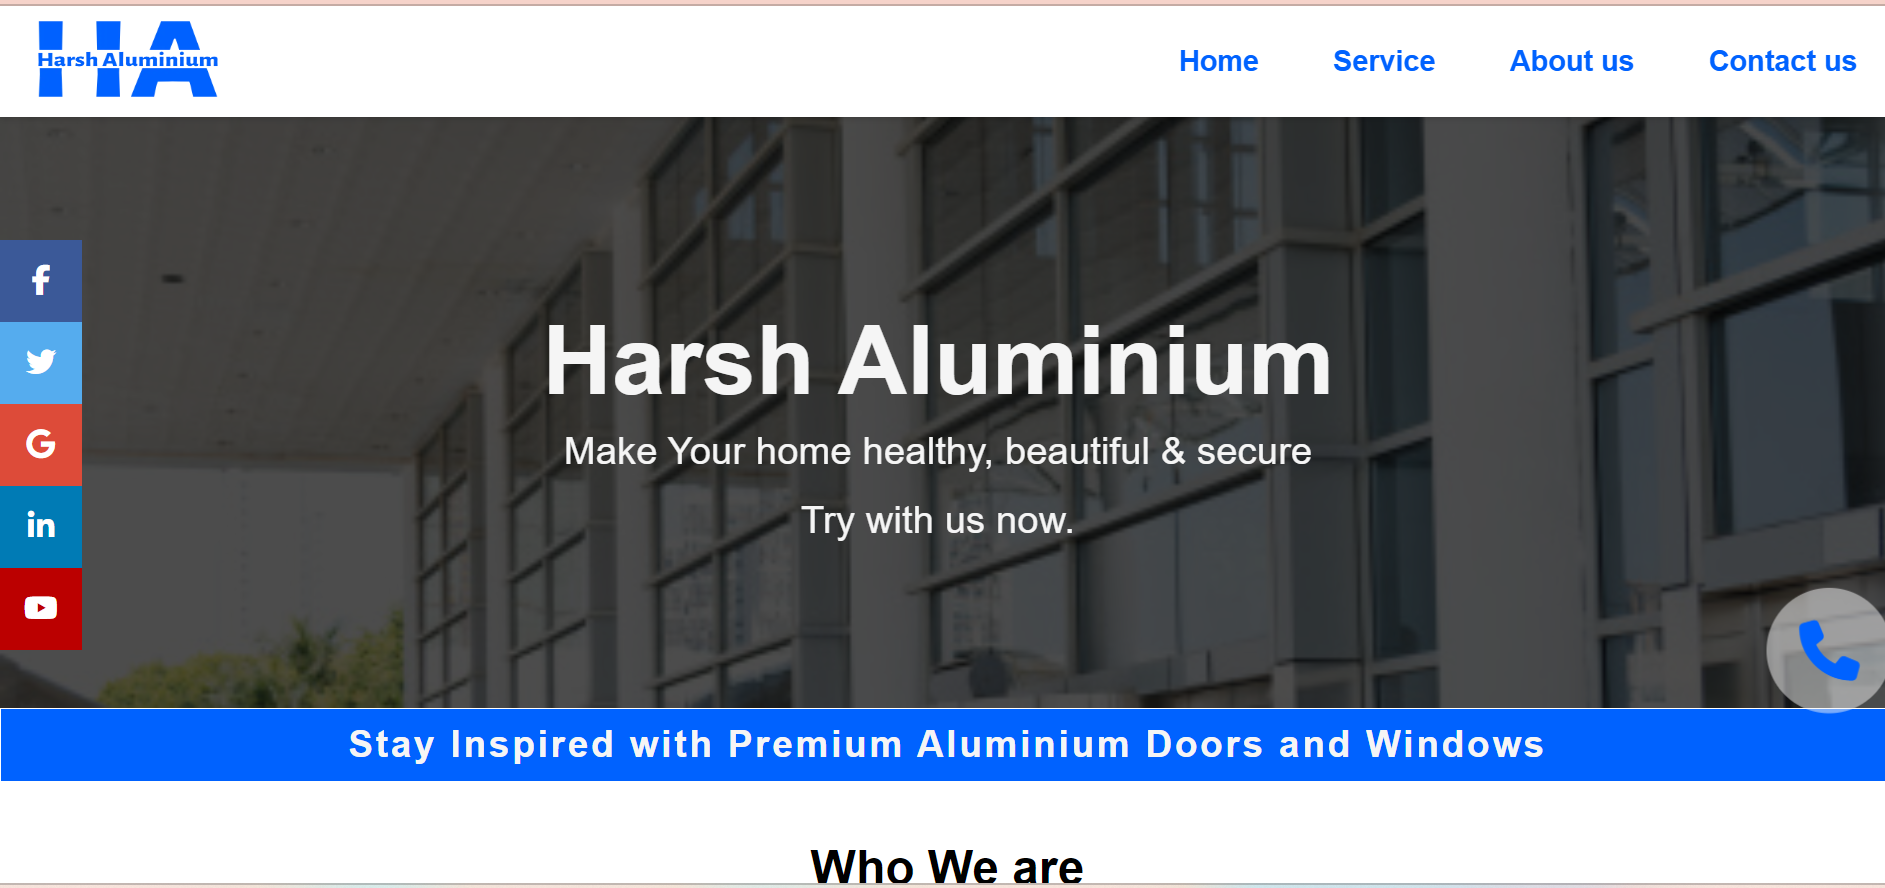 Harsh Aluminium
Home
Service
About us
Contact us
Harsh Aluminium
Make Your home healthy, beautiful & secure
Try with us now.
Stay Inspired with Premium Aluminium Doors and Windows
Who We are